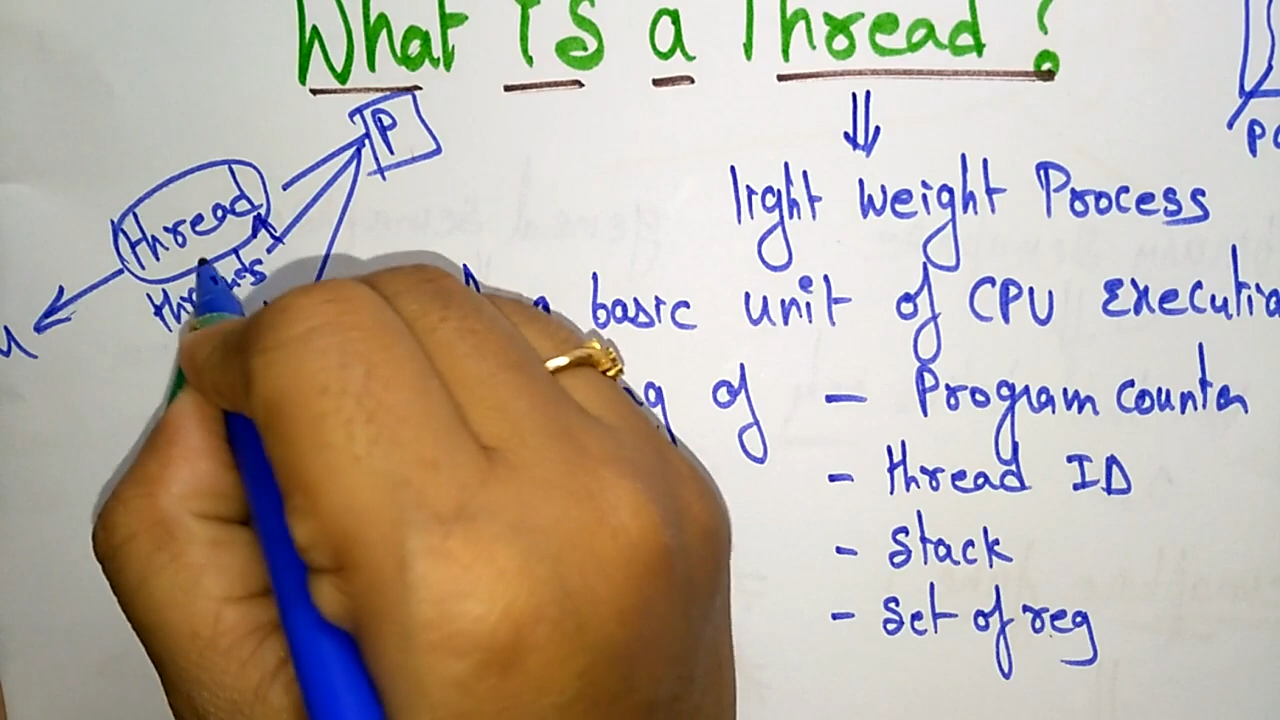 What is a Thread?
P
thread
light weight Process
basic unit of CPU
of - Program counter
- thread ID
- Stack
- Set of reg